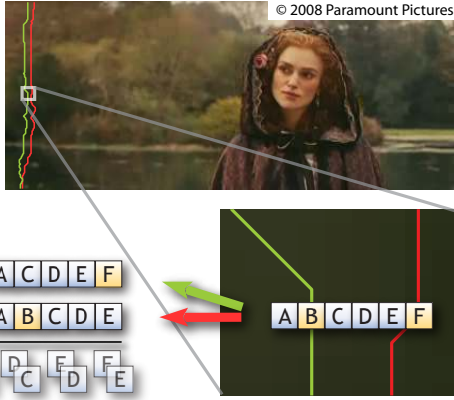 © 2008 Paramount Pictures
A C D E F
A B C D E
A B C D E F
D E F
C D E